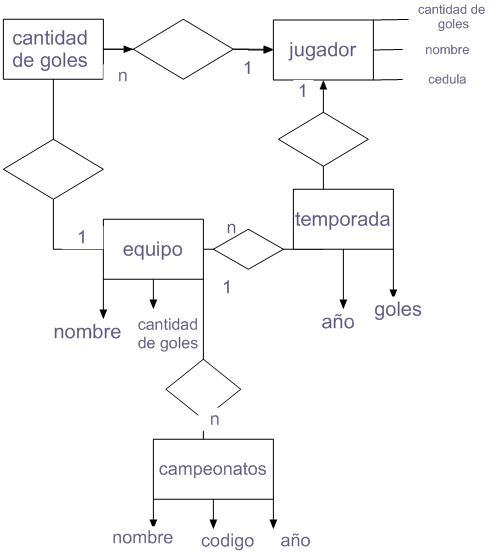 cantidad
de goles
cantidad de
goles
nombre
cedula
jugador
n
1
1
temporada
1
n
equipo
1
año
goles
nombre
cantidad
de goles
n
campeonatos
nombre
codigo
año